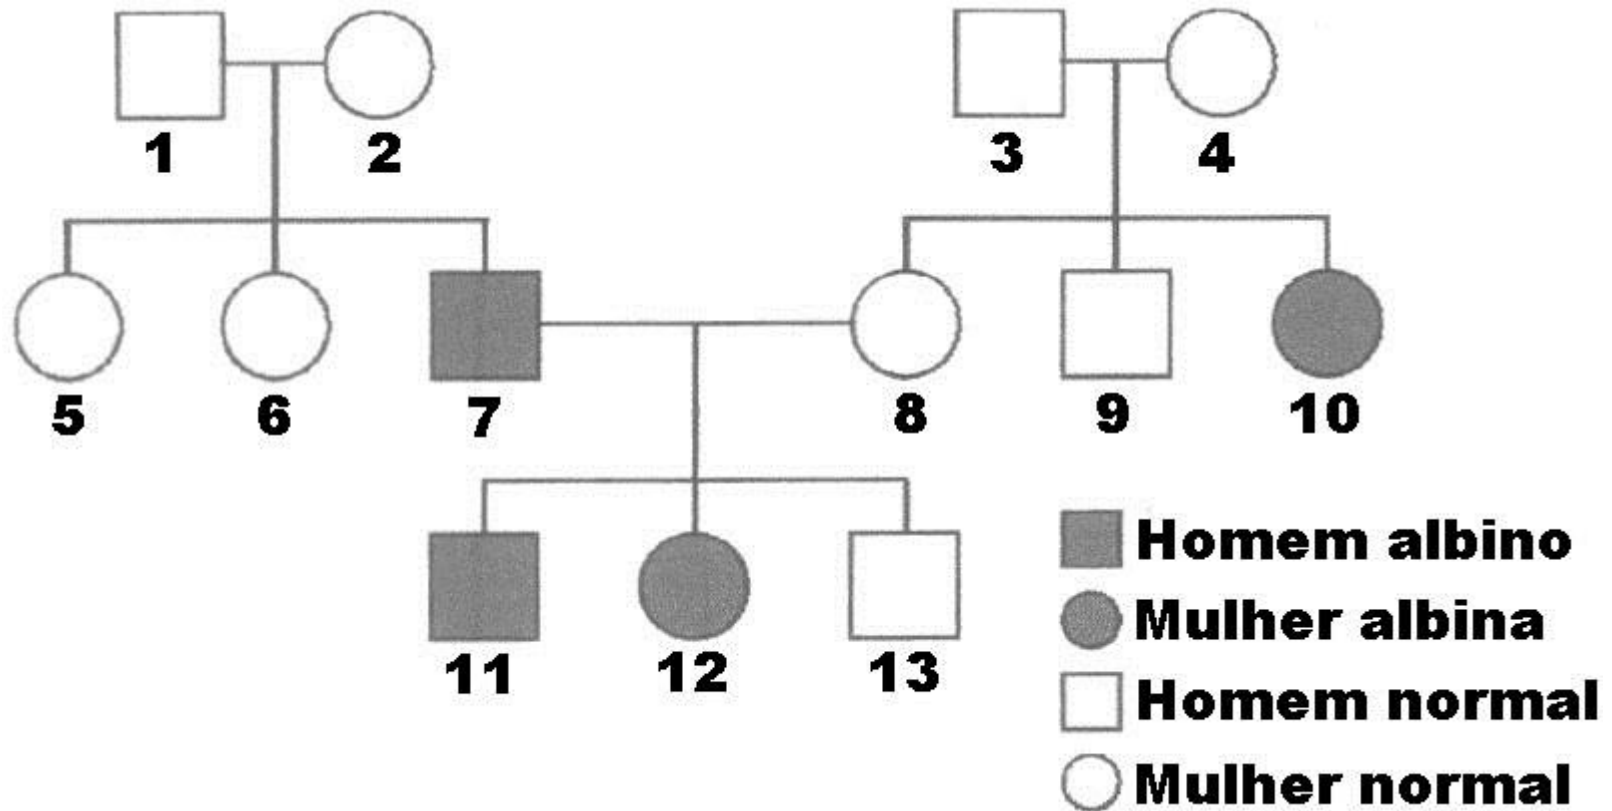 1 2 3 4
5 6 7 8 9 10
11 12 13
Homem albino
Mulher albina
Homem normal
Mulher normal